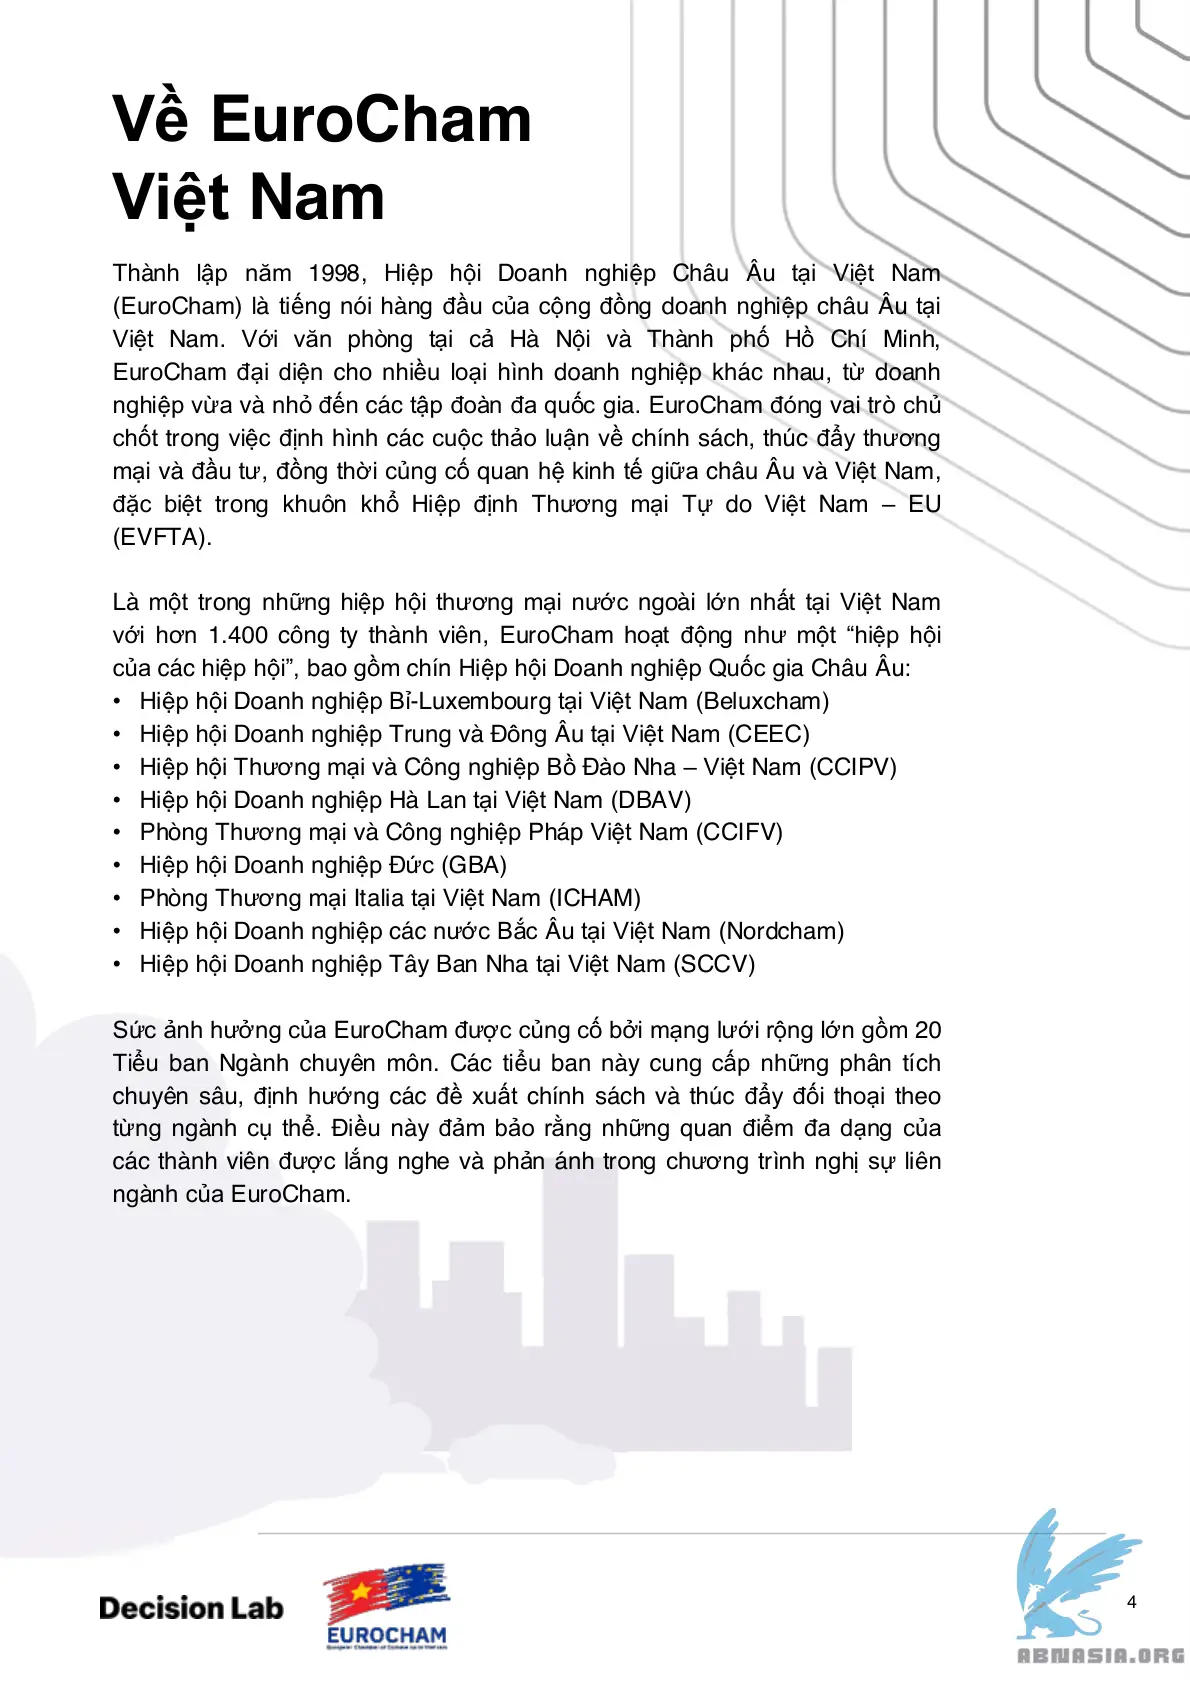 Về EuroCham
Việt Nam
Thành lập năm 1998, Hiệp hội Doanh nghiệp Châu Âu tại Việt Nam
(EuroCham) là tiếng nói hàng đầu của cộng đồng doanh nghiệp châu Âu tại
Việt Nam. Với văn phòng tại cả Hà Nội và Thành phố Hồ Chí Minh,
EuroCham đại diện cho nhiều loại hình doanh nghiệp khác nhau, từ doanh
nghiệp vừa và nhỏ đến các tập đoàn đa quốc gia. EuroCham đóng vai trò chủ
chốt trong việc định hình các cuộc thảo luận về chính sách, thúc đẩy thương
mại và đầu tư, đồng thời củng cố quan hệ kinh tế giữa châu Âu và Việt Nam,
đặc biệt trong khuôn khổ Hiệp định Thương mại Tự do Việt Nam – EU
(EVFTA).
Là một trong những hiệp hội thương mại nước ngoài lớn nhất tại Việt Nam
với hơn 1.400 công ty thành viên, EuroCham hoạt động như một “hiệp hội
của các hiệp hội”, bao gồm chín Hiệp hội Doanh nghiệp Quốc gia Châu Âu:
• Hiệp hội Doanh nghiệp Bỉ-Luxembourg tại Việt Nam (Beluxcham)
• Hiệp hội Doanh nghiệp Trung và Đông Âu tại Việt Nam (CEEC)
• Hiệp hội Thương mại và Công nghiệp Bồ Đào Nha – Việt Nam (CCIPV)
• Hiệp hội Doanh nghiệp Hà Lan tại Việt Nam (DBAV)
• Phòng Thương mại và Công nghiệp Pháp Việt Nam (CCIFV)
• Hiệp hội Doanh nghiệp Đức (GBA)
• Phòng Thương mại Italia tại Việt Nam (ICHAM)
• Hiệp hội Doanh nghiệp các nước Bắc Âu tại Việt Nam (Nordcham)
• Hiệp hội Doanh nghiệp Tây Ban Nha tại Việt Nam (SCCV)
Sức ảnh hưởng của EuroCham được củng cố bởi mạng lưới rộng lớn gồm 20
Tiểu ban Ngành chuyên môn. Các tiểu ban này cung cấp những phân tích
chuyên sâu, định hướng các đề xuất chính sách và thúc đẩy đối thoại theo
từng ngành cụ thể. Điều này đảm bảo rằng những quan điểm đa dạng của
các thành viên được lắng nghe và phản ánh trong chương trình nghị sự liên
ngành của EuroCham.
Decision Lab
EUROCHAM
4
ABNASIA.ORG